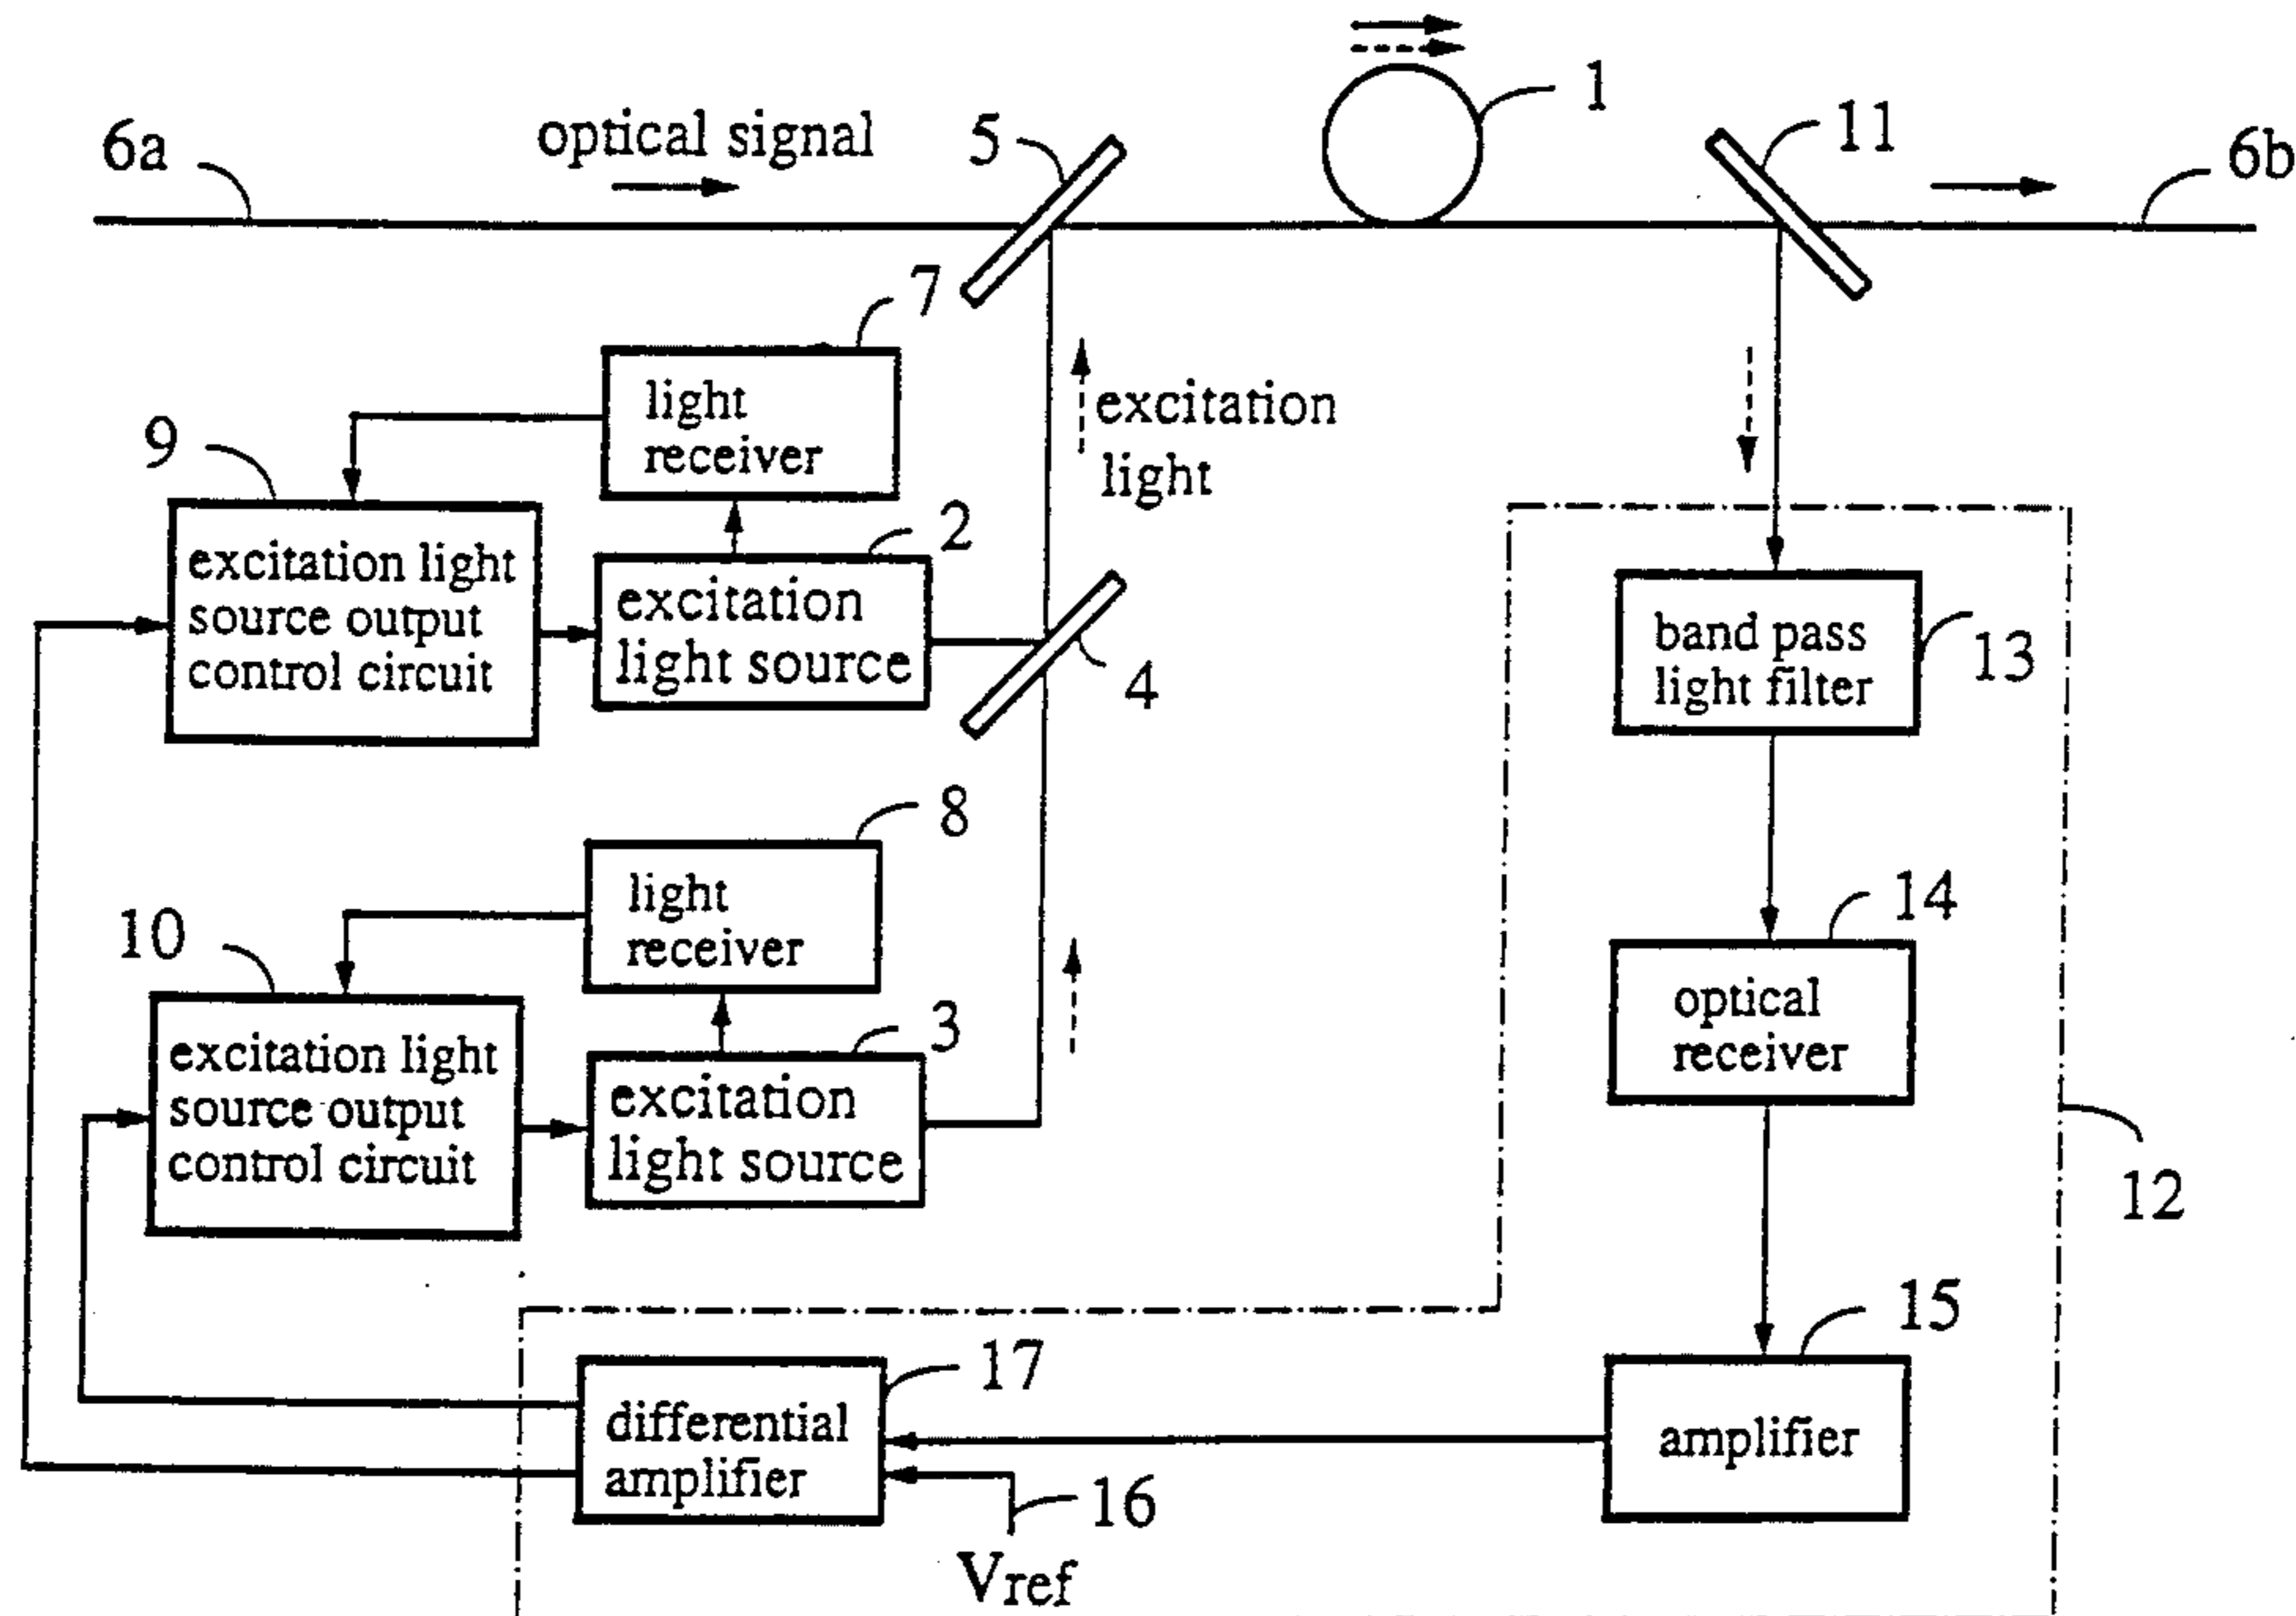 1
optical signal
5
11
6a
6b
7
light
receiver
excitation
light
9
2
excitation light
source output
control circuit
excitation
light source
4
band pass
light filter
13
8
light
receiver
10
14
optical
receiver
3
excitation light
source output
control circuit
excitation
light source
12
15
17
differential
amplifier
amplifier
16
Vref